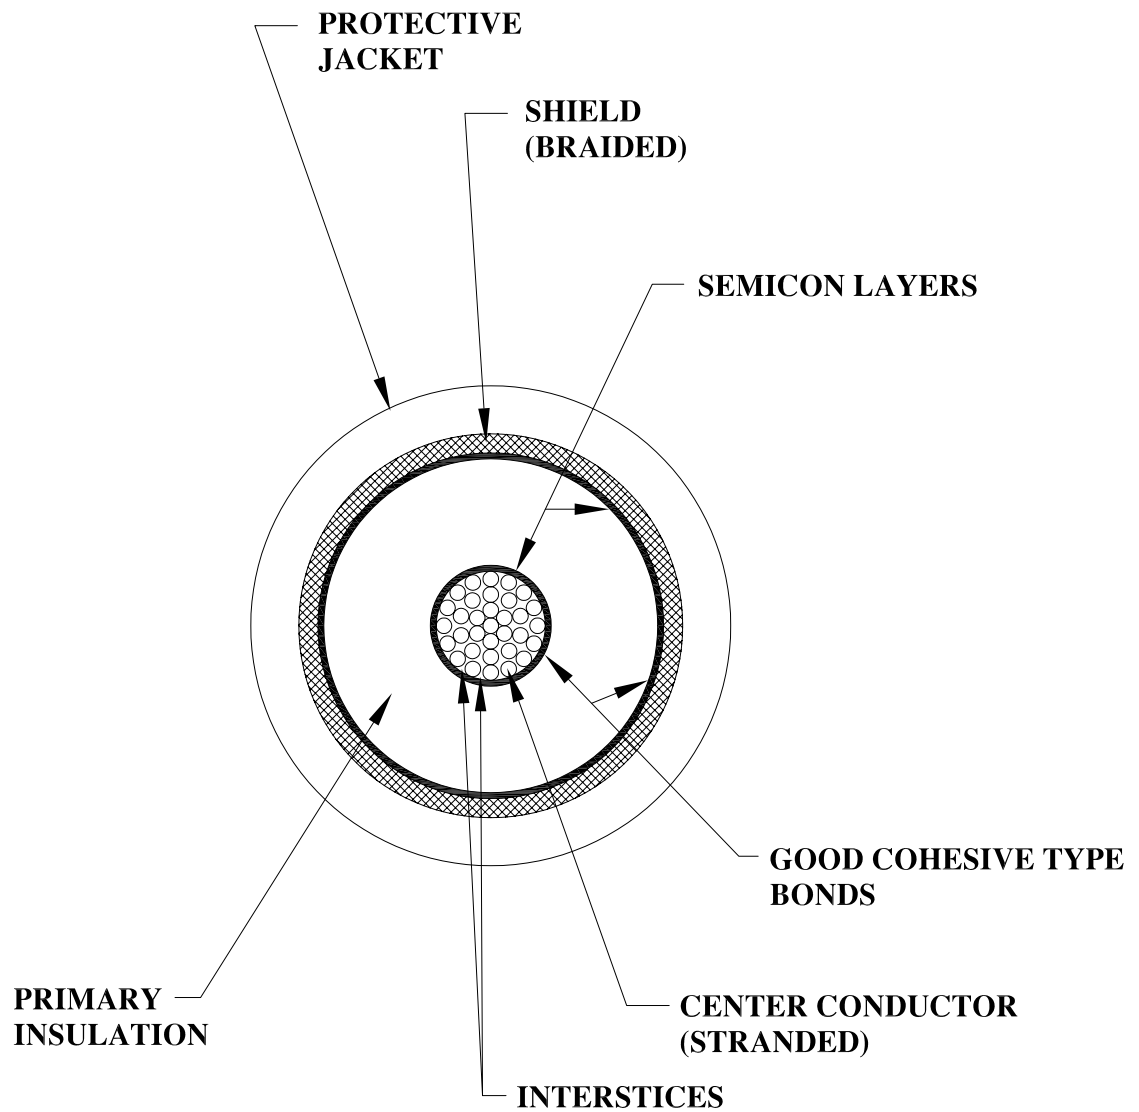 PROTECTIVE
JACKET
SHIELD
(BRAIDED)
SEMICON LAYERS
GOOD COHESIVE TYPE
BONDS
PRIMARY
INSULATION
CENTER CONDUCTOR
(STRANDED)
INTERSTICES